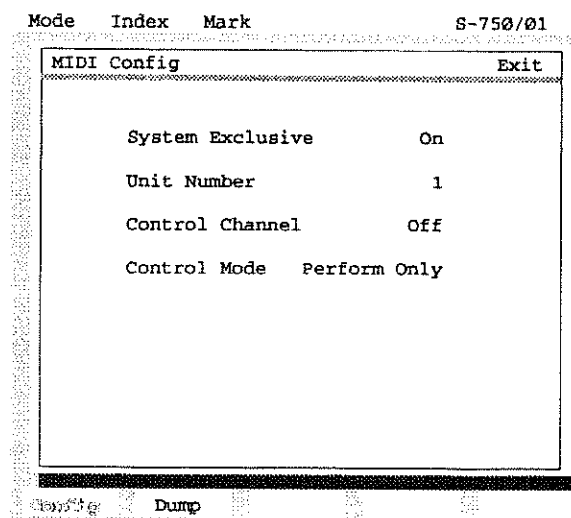 Mode Index Mark S-750/01
MIDI Config Exit
System Exclusive On
Unit Number 1
Control Channel Off
Control Mode Perform Only
Dump